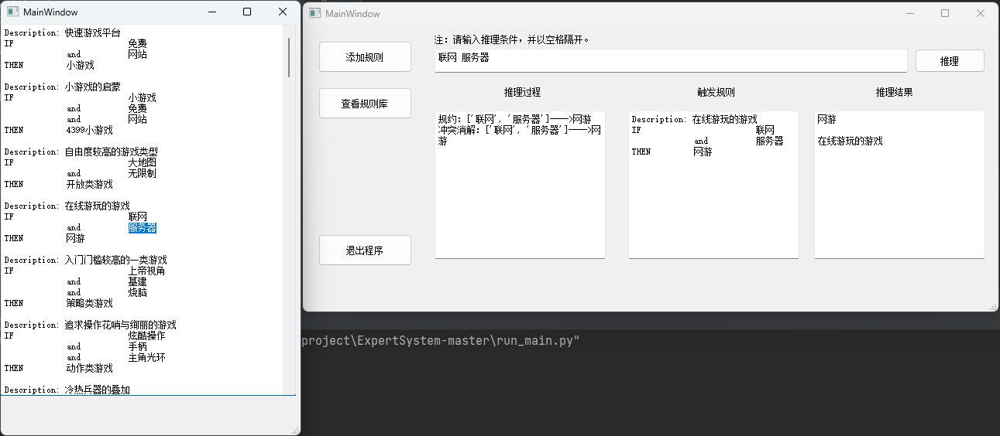 MainWindow
Description: 快速游戏平台
IF 免费
and 网站
THEN 小游戏
Description: 小游戏的启蒙
IF 小游戏
and 免费
and 网站
THEN 4399小游戏
Description: 自由度较高的游戏类型
IF 大地图
and 无限制
THEN 开放类游戏
Description: 在线游玩的游戏
IF 联网
and 服务器
THEN 网游
Description: 入门门槛较高的一类游戏
IF 上帝视角
and 基建
and 烧脑
THEN 策略类游戏
Description: 追求操作花哨与绚丽的游戏
IF 炫酷操作
and 手柄
and 主角光环
THEN 动作类游戏
Description: 冷热兵器的叠加
MainWindow
添加规则
查看规则库
退出程序
注：请输入推理条件，并以空格隔开。
联网 服务器
推理
推理过程
规约：['联网', '服务器']--->网游
冲突消解：['联网', '服务器']--->网
游
触发规则
Description: 在线游玩的游戏
IF 联网
and 服务器
THEN 网游
推理结果
网游
在线游玩的游戏
project\ExpertSystem-master\run_main.py"